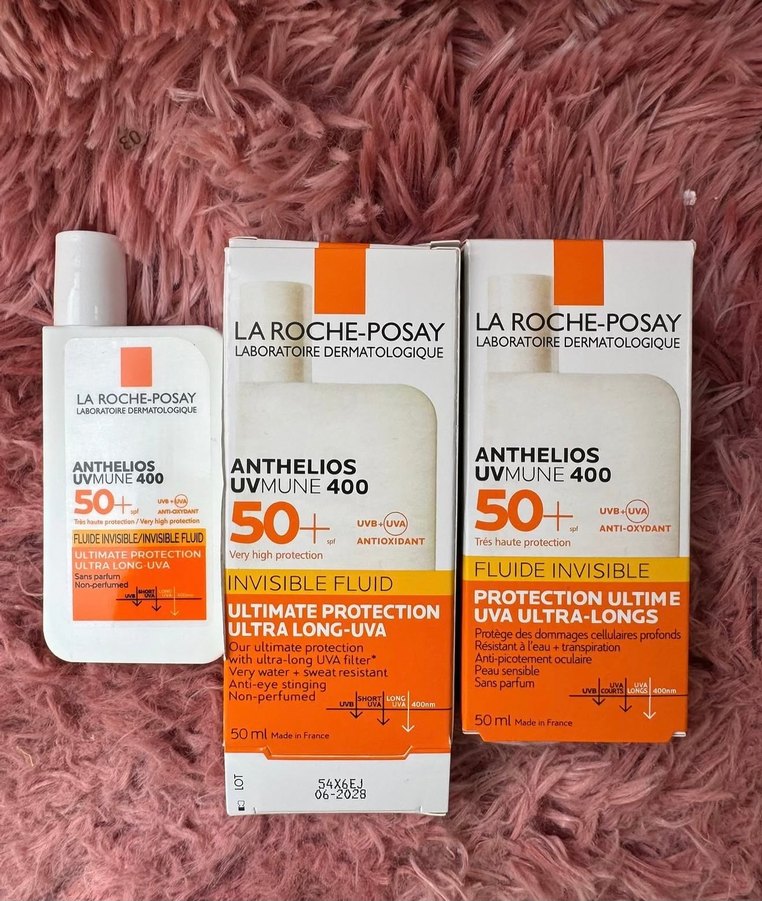 LA ROCHE-POSAY
LABORATOIRE DERMATOLOGIQUE
ANTHELIOS
UVMUNE 400
50+ spf
UVB + UVA
ANTI-OXYDANT
Très haute protection / Very high protection
FLUIDE INVISIBLE/INVISIBLE FLUID
ULTIMATE PROTECTION
ULTRA LONG-UVA
Sans parfum
Non-perfumed
UVB SHORT UVA LONG UVA 400nm
LA ROCHE-POSAY
LABORATOIRE DERMATOLOGIQUE
ANTHELIOS
UVMUNE 400
50+ spf
UVB + UVA
ANTIOXIDANT
Very high protection
INVISIBLE FLUID
ULTIMATE PROTECTION
ULTRA LONG-UVA
Our ultimate protection
with ultra-long UVA filter*
Very water + sweat resistant
Anti-eye stinging
Non-perfumed
UVB SHORT UVA LONG UVA 400nm
50 ml Made in France
LOT
54X6EJ
06-2028
LA ROCHE-POSAY
LABORATOIRE DERMATOLOGIQUE
ANTHELIOS
UVMUNE 400
50+ spf
UVB + UVA
ANTI-OXYDANT
Très haute protection
FLUIDE INVISIBLE
PROTECTION ULTIME
UVA ULTRA-LONGS
Protège des dommages cellulaires profonds
Résistant à l'eau + transpiration
Anti-picotement oculaire
Peau sensible
Sans parfum
UVB UVA COURTS UVA LONGS 400nm
50 ml Made in France